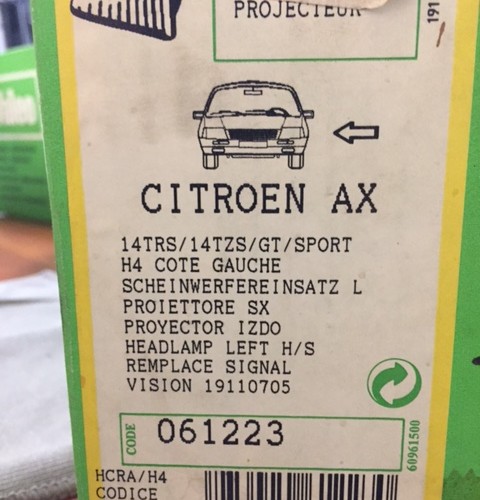 PROJECTEUR
191
CITROEN AX
14TRS/14TZS/GT/SPORT
H4 COTE GAUCHE
SCHEINWERFEREINSATZ L
PROIETTORE SX
PROYECTOR IZDO
HEADLAMP LEFT H/S
REMPLACE SIGNAL
VISION 19110705
CODE
061223
60961500
HCRA/H4
CODICE